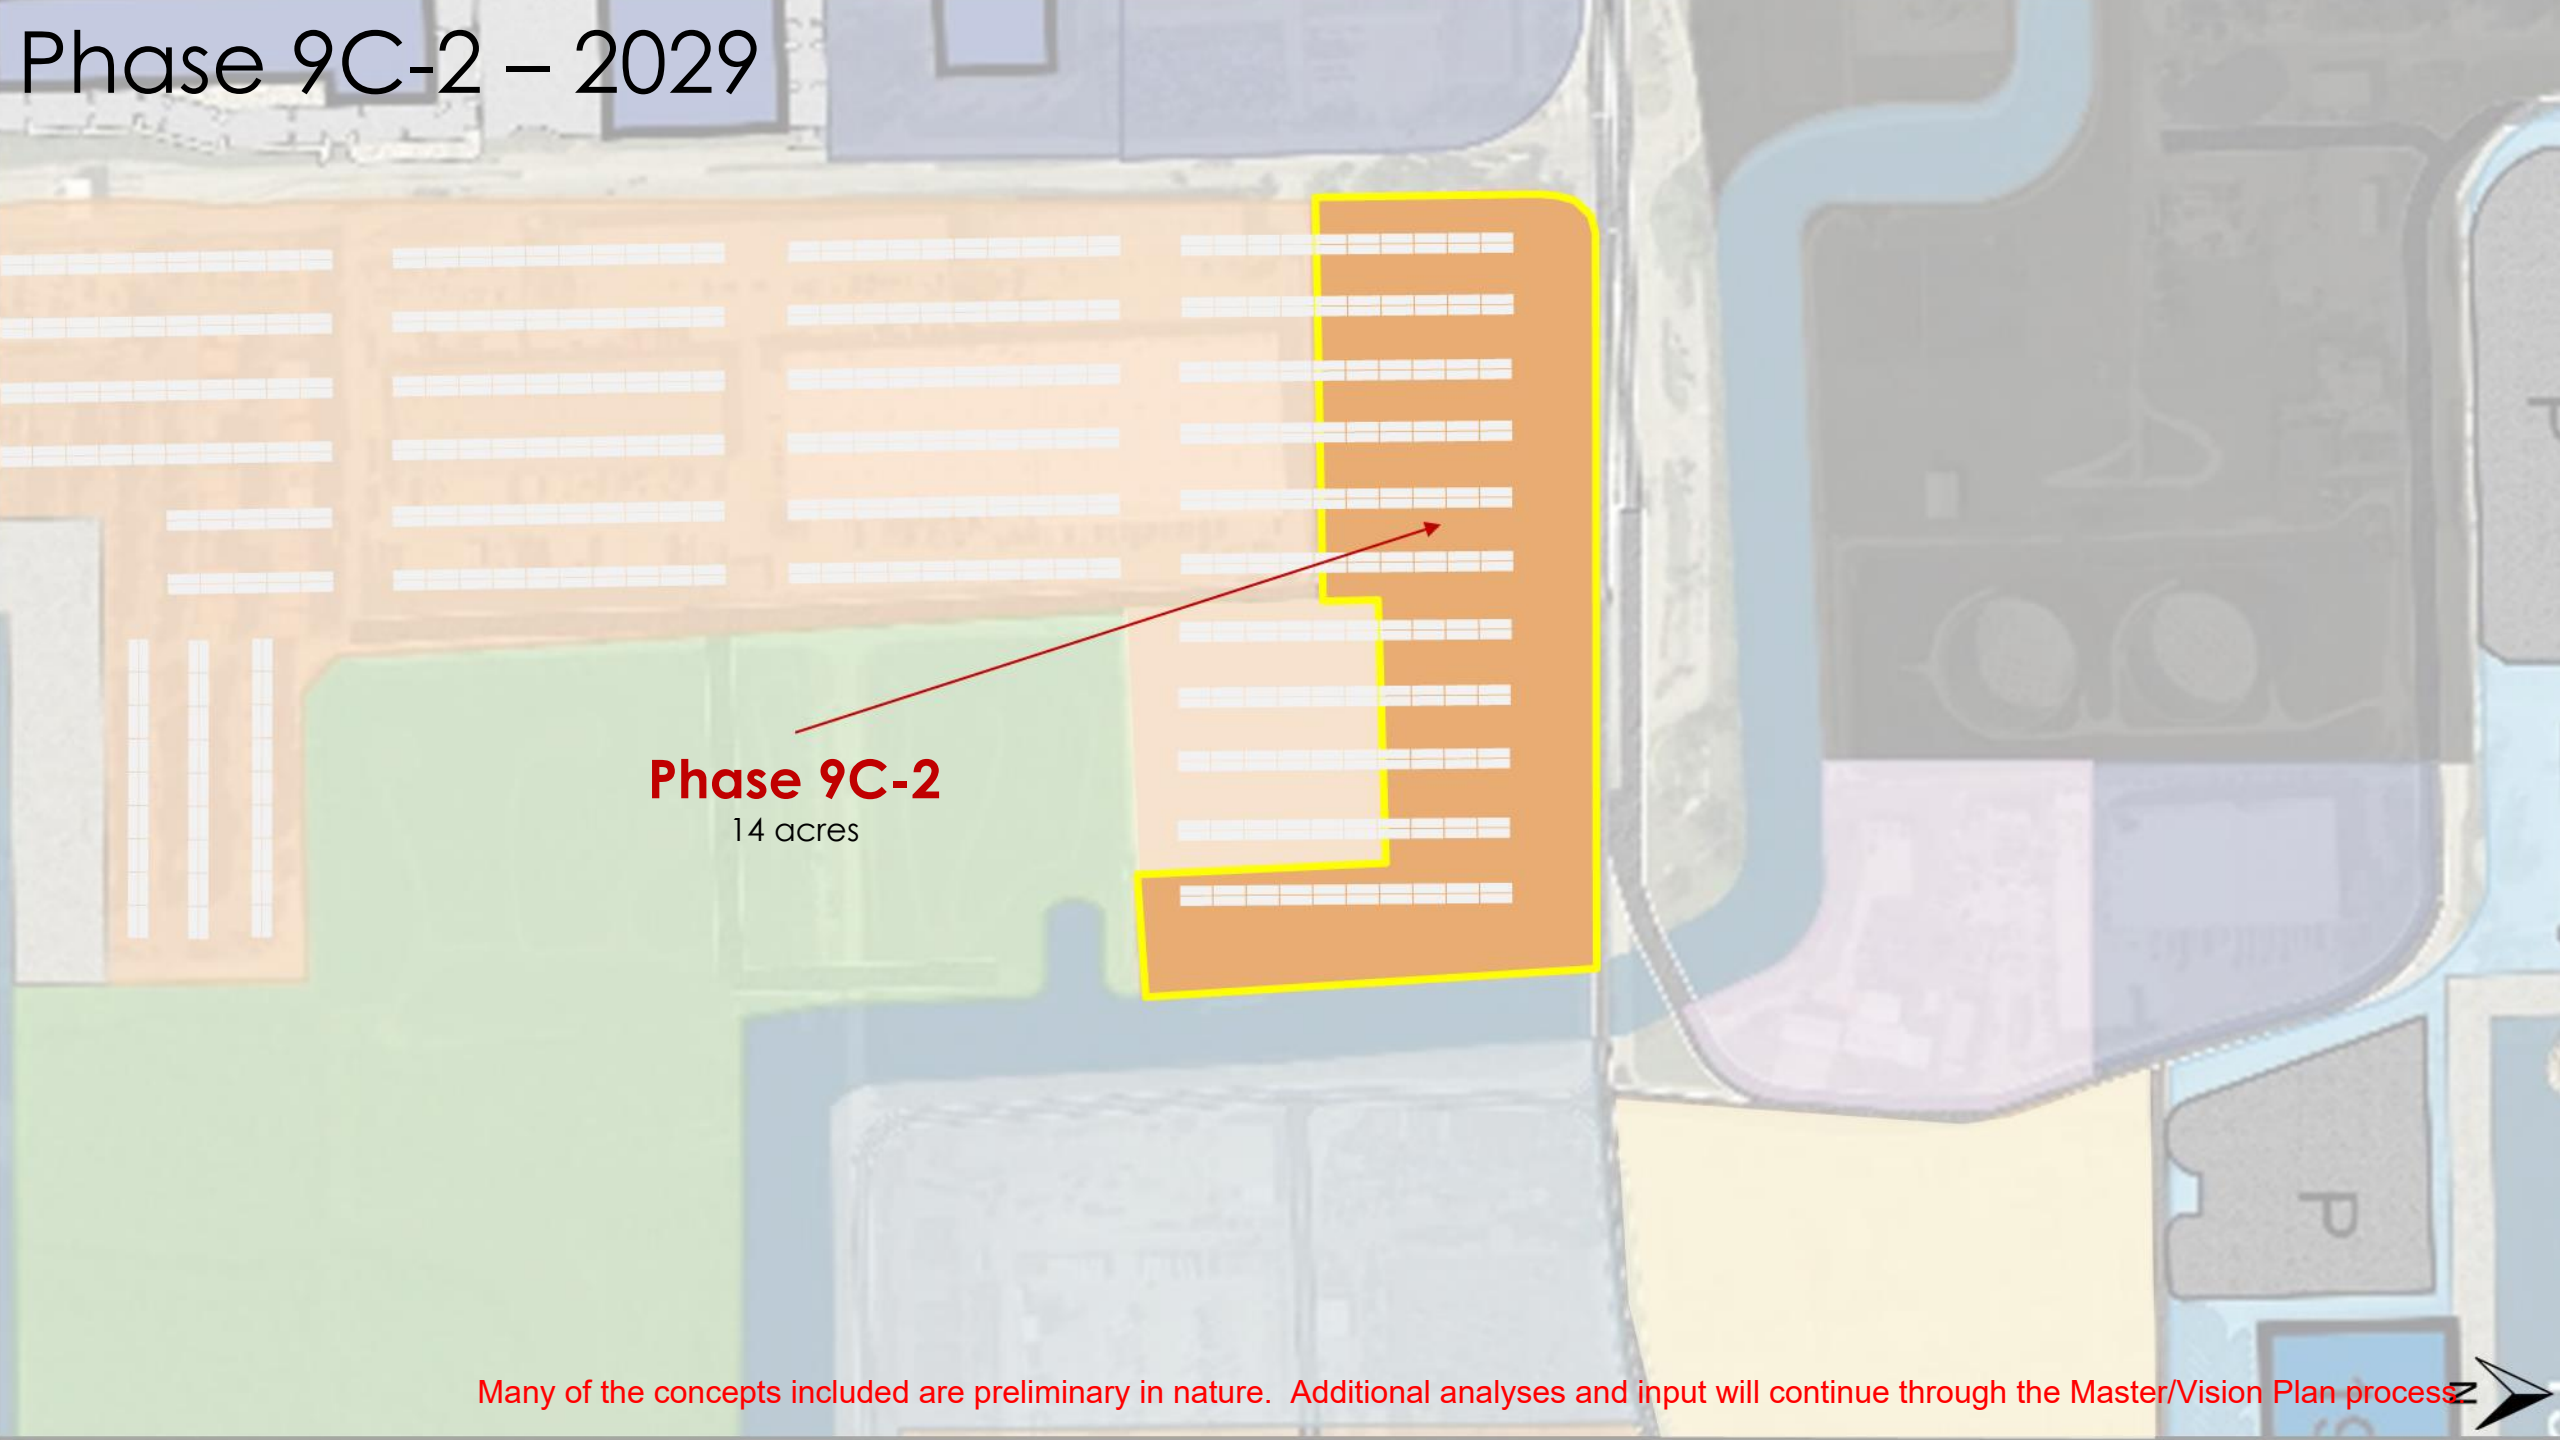 Phase 9C-2 – 2029
P
Phase 9C-2
14 acres
P
Many of the concepts included are preliminary in nature.  Additional analyses and input will continue through the Master/Vision Plan process.
N